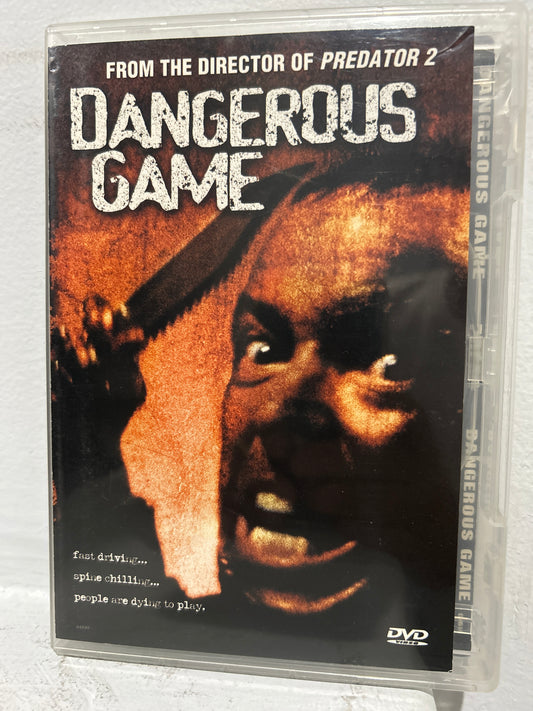 FROM THE DIRECTOR OF PREDATOR 2
DANGEROUS
GAME
fast driving...
spine chilling...
people are dying to play.
DVD
VIDEO
DANGEROUS GAME
DANGEROUS GAME